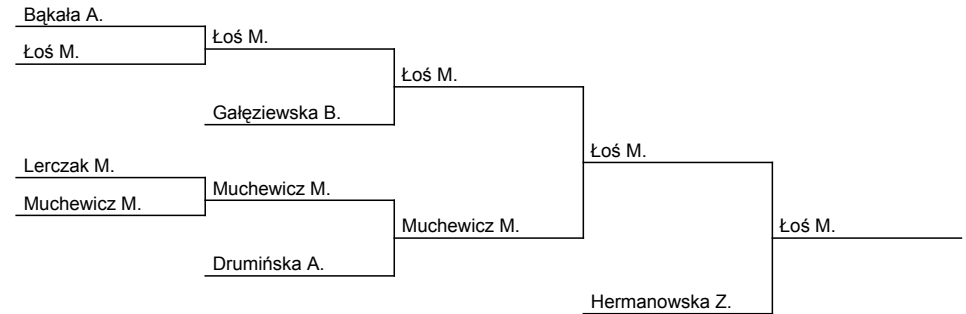 Bąkała A.
Łoś M.
Łoś M.
Łoś M.
Gałęziewska B.
Łoś M.
Lerczak M.
Muchewicz M.
Muchewicz M.
Muchewicz M.
Łoś M.
Drumińska A.
Hermanowska Z.